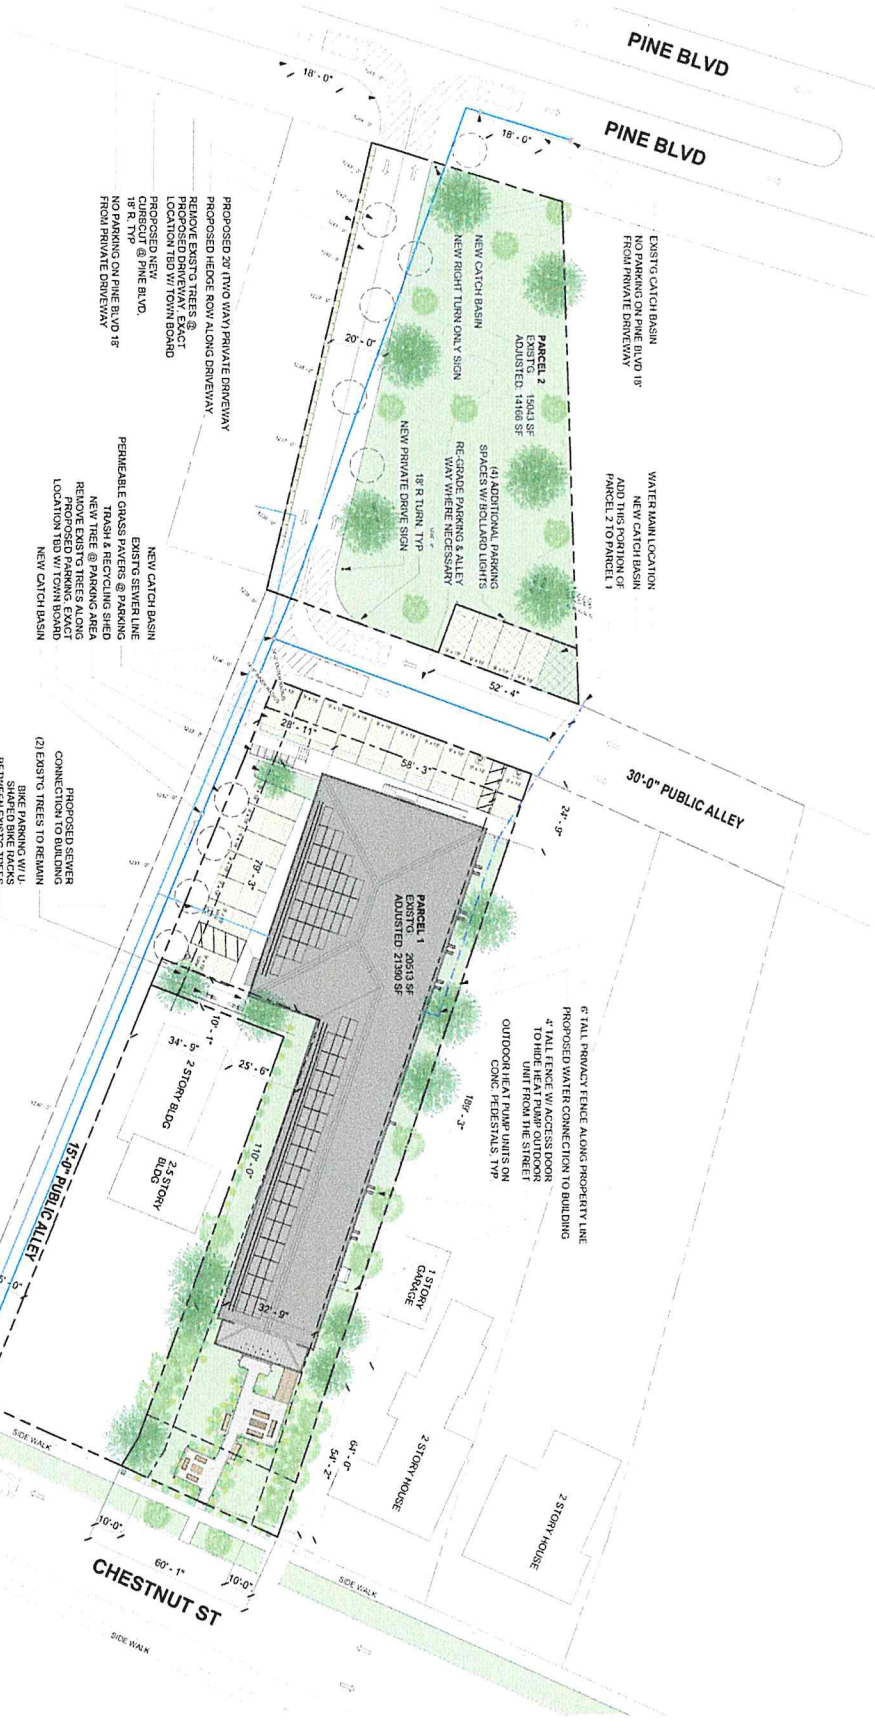 PINE BLVD
PINE BLVD
18'-0"
18'-0"
EXIST'G CATCH BASIN
NO PARKING ON PINE BLVD 18'
FROM PRIVATE DRIVEWAY
WATER MAIN LOCATION
NEW CATCH BASIN
ADD THIS PORTION OF
PARCEL 2 TO PARCEL 1
PARCEL 2
EXIST'G 15043 SF
ADJUSTED: 14166 SF
NEW CATCH BASIN
NEW RIGHT TURN ONLY SIGN
(4) ADDITIONAL PARKING
SPACES W/ BOLLARD LIGHTS
RE-GRADE PARKING & ALLEY
WAY WHERE NECESSARY
18' R TURN, TYP
NEW PRIVATE DRIVE SIGN
20'-0"
PROPOSED 20' (TWO WAY) PRIVATE DRIVEWAY
PROPOSED HEDGE ROW ALONG DRIVEWAY
REMOVE EXIST'G TREES @
PROPOSED DRIVEWAY, EXACT
LOCATION TBD W/ TOWN BOARD
PROPOSED NEW
CURBCUT @ PINE BLVD,
18' R, TYP
NO PARKING ON PINE BLVD 18'
FROM PRIVATE DRIVEWAY
NEW CATCH BASIN
EXIST'G SEWER LINE
PERMEABLE GRASS PAVERS @ PARKING
TRASH & RECYCLING SHED
NEW TREE @ PARKING AREA
REMOVE EXIST'G TREES ALONG
PROPOSED PARKING, EXACT
LOCATION TBD W/ TOWN BOARD
NEW CATCH BASIN
PROPOSED SEWER
CONNECTION TO BUILDING
(2) EXIST'G TREES TO REMAIN
BIKE PARKING W/ U-
SHAPED BIKE RACKS
BETWEEN EXIST'G TREES
52'-4"
28'-11"
58'-3"
24'-9"
30'-0" PUBLIC ALLEY
79'-3"
PARCEL 1
EXIST'G 20513 SF
ADJUSTED: 21390 SF
6' TALL PRIVACY FENCE ALONG PROPERTY LINE
PROPOSED WATER CONNECTION TO BUILDING
4' TALL FENCE W/ ACCESS DOOR
TO HIDE HEAT PUMP OUTDOOR
UNIT FROM THE STREET
OUTDOOR HEAT PUMP UNITS ON
CONC. PEDESTALS, TYP
10'-1"
34'-9"
25'-6"
2 STORY BLDG
2.5 STORY
BLDG
110'-0"
32'-9"
1 STORY
GARAGE
2 STORY HOUSE
2 STORY HOUSE
64'-0"
54'-2"
15'-0" PUBLIC ALLEY
SIDE WALK
10'-0"
60'-1"
10'-0"
CHESTNUT ST
SIDE WALK
SIDE WALK